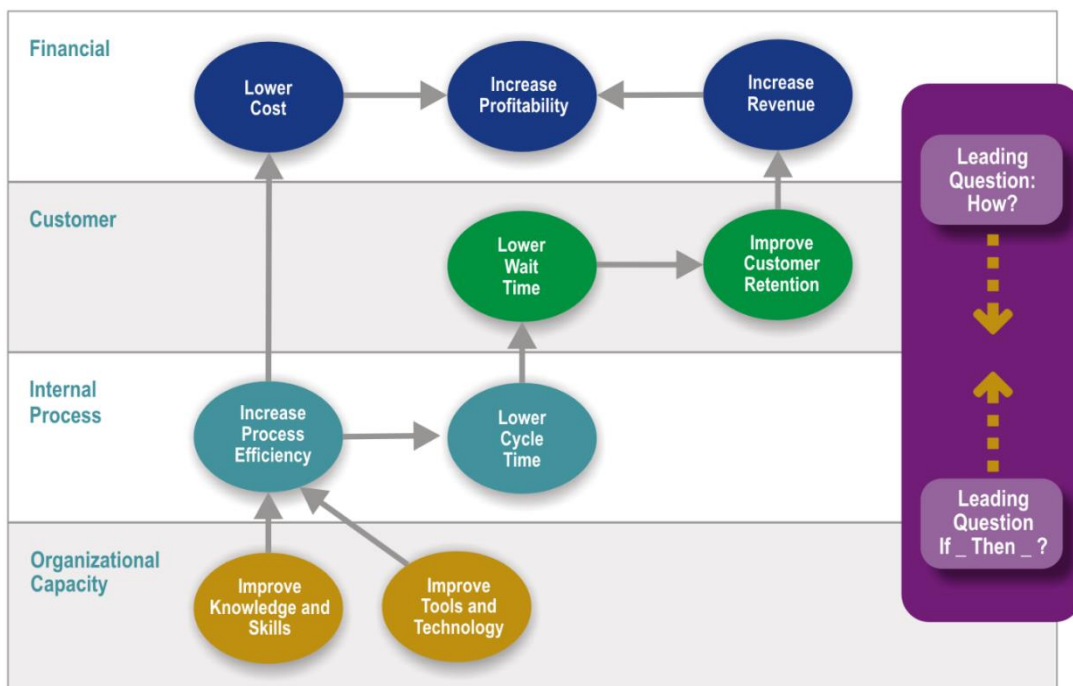 Financial
Lower
Cost
Increase
Profitability
Increase
Revenue
Customer
Lower
Wait
Time
Improve
Customer
Retention
Internal
Process
Increase
Process
Efficiency
Lower
Cycle
Time
Organizational
Capacity
Improve
Knowledge and
Skills
Improve
Tools and
Technology
Leading
Question:
How?
Leading
Question
If _ Then _ ?